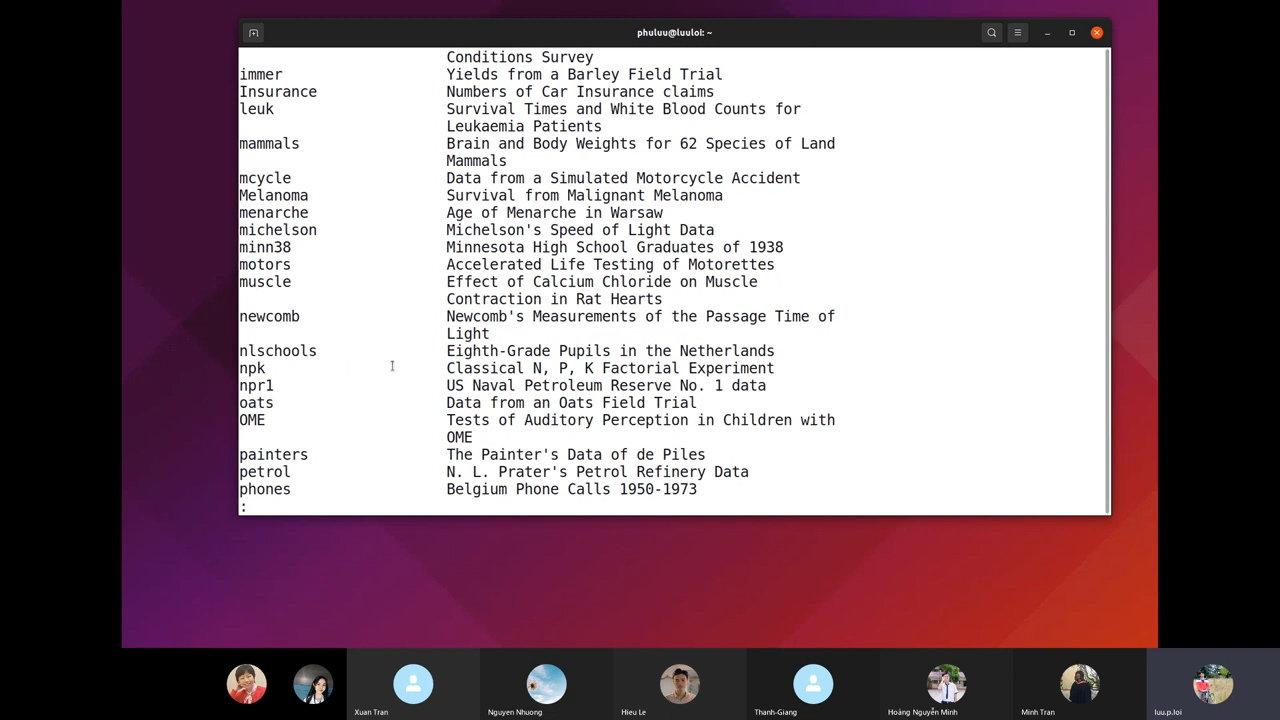 phuluu@luuloi: ~
Conditions Survey
immer Yields from a Barley Field Trial
Insurance Numbers of Car Insurance claims
leuk Survival Times and White Blood Counts for
Leukaemia Patients
mammals Brain and Body Weights for 62 Species of Land
Mammals
mcycle Data from a Simulated Motorcycle Accident
Melanoma Survival from Malignant Melanoma
menarche Age of Menarche in Warsaw
michelson Michelson's Speed of Light Data
minn38 Minnesota High School Graduates of 1938
motors Accelerated Life Testing of Motorettes
muscle Effect of Calcium Chloride on Muscle
Contraction in Rat Hearts
newcomb Newcomb's Measurements of the Passage Time of
Light
nlschools Eighth-Grade Pupils in the Netherlands
npk Classical N, P, K Factorial Experiment
npr1 US Naval Petroleum Reserve No. 1 data
oats Data from an Oats Field Trial
OME Tests of Auditory Perception in Children with
OME
painters The Painter's Data of de Piles
petrol N. L. Prater's Petrol Refinery Data
phones Belgium Phone Calls 1950-1973
:
Xuan Tran Nguyen Nhuong Hieu Le Thanh-Giang Hoàng Nguyễn Minh Minh Tran luu.p.loi